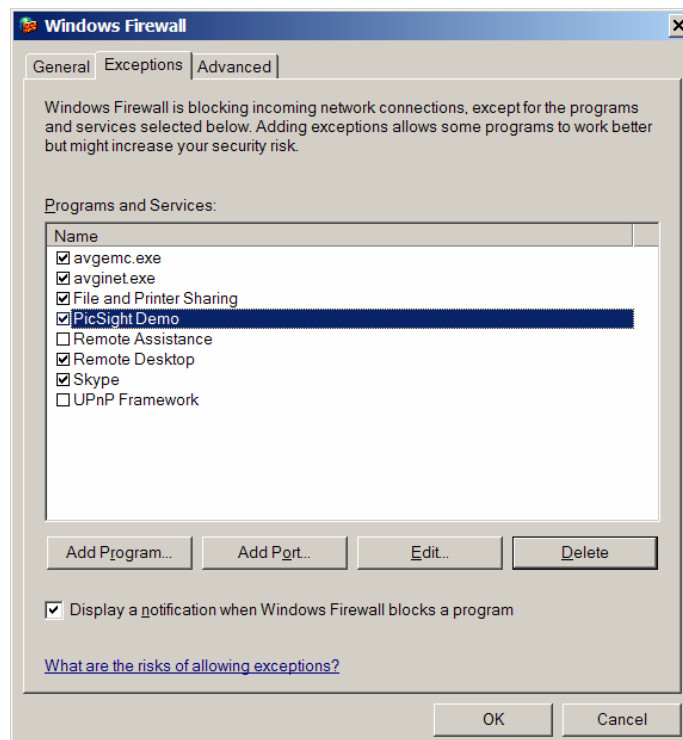 Windows Firewall
General Exceptions Advanced
Windows Firewall is blocking incoming network connections, except for the programs
and services selected below. Adding exceptions allows some programs to work better
but might increase your security risk.
Programs and Services:
Name
avgemc.exe
avginet.exe
File and Printer Sharing
PicSight Demo
Remote Assistance
Remote Desktop
Skype
UPnP Framework
Add Program... Add Port... Edit... Delete
Display a notification when Windows Firewall blocks a program
What are the risks of allowing exceptions?
OK Cancel